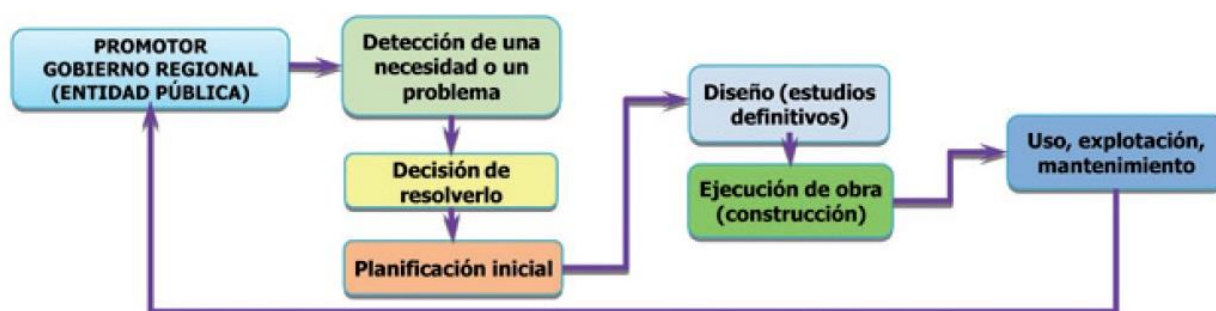 PROMOTOR
GOBIERNO REGIONAL
(ENTIDAD PÚBLICA)
Detección de una
necesidad o un
problema
Decisión de
resolverlo
Planificación inicial
Diseño (estudios
definitivos)
Ejecución de obra
(construcción)
Uso, explotación,
mantenimiento